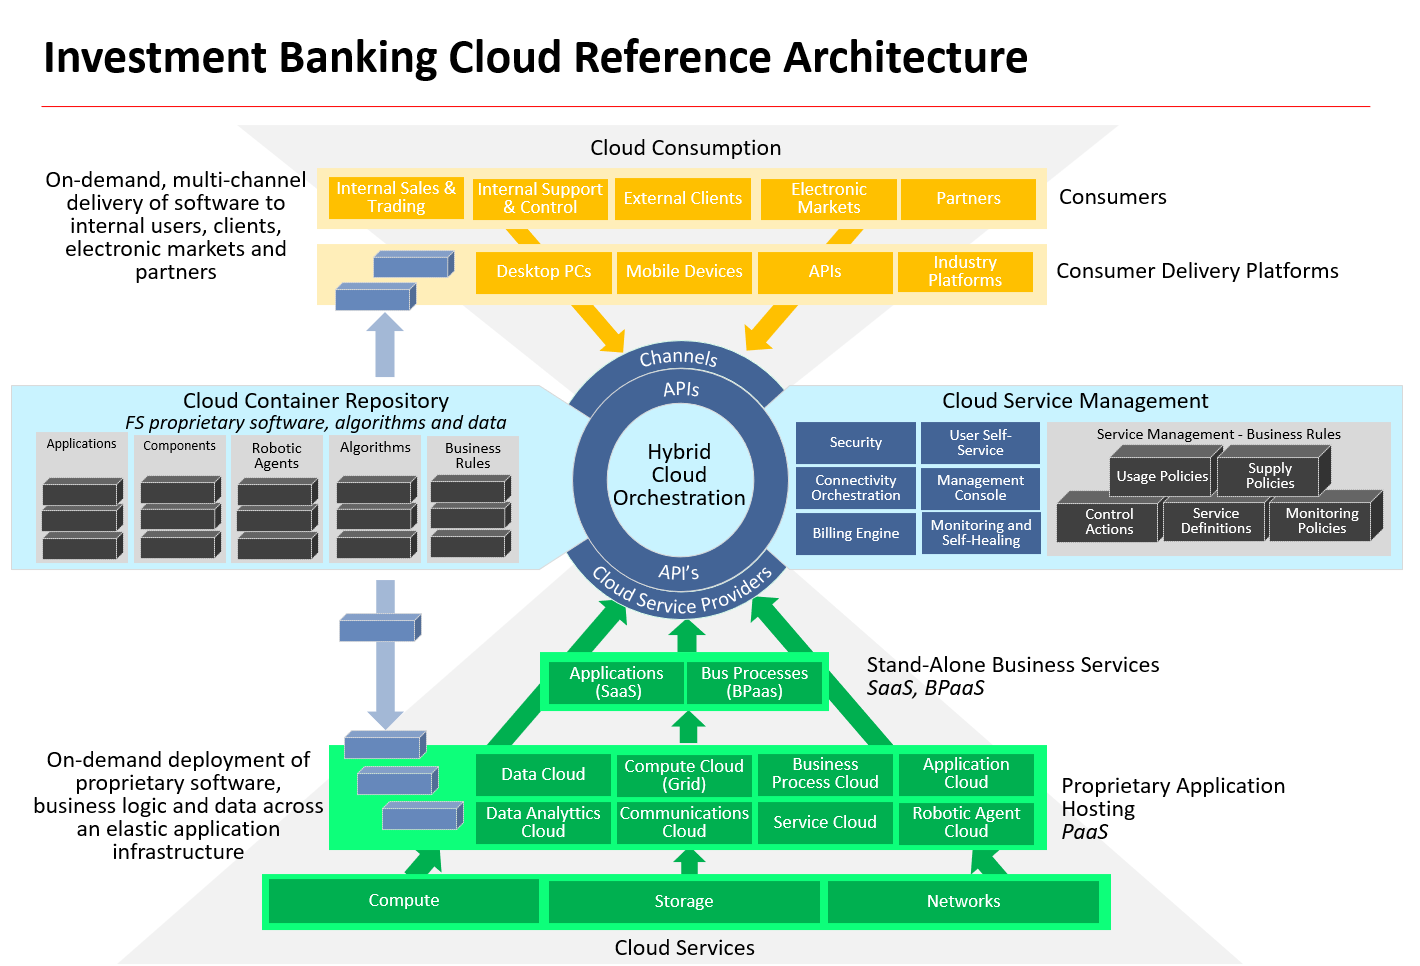 Investment Banking Cloud Reference Architecture
Cloud Consumption
On-demand, multi-channel
delivery of software to
internal users, clients,
electronic markets and
partners
Internal Sales &
Trading
Internal Support
& Control
External Clients
Electronic
Markets
Partners
Consumers
Desktop PCs
Mobile Devices
APIs
Industry
Platforms
Consumer Delivery Platforms
Channels
APIs
Hybrid
Cloud
Orchestration
API's
Cloud Service Providers
Cloud Container Repository
FS proprietary software, algorithms and data
Applications
Components
Robotic
Agents
Algorithms
Business
Rules
Cloud Service Management
Security
User Self-
Service
Connectivity
Orchestration
Management
Console
Billing Engine
Monitoring and
Self-Healing
Service Management - Business Rules
Usage Policies
Supply
Policies
Control
Actions
Service
Definitions
Monitoring
Policies
Applications
(SaaS)
Bus Processes
(BPaas)
Stand-Alone Business Services
SaaS, BPaaS
On-demand deployment of
proprietary software,
business logic and data across
an elastic application
infrastructure
Data Cloud
Compute Cloud
(Grid)
Business
Process Cloud
Application
Cloud
Data Analyttics
Cloud
Communications
Cloud
Service Cloud
Robotic Agent
Cloud
Proprietary Application
Hosting
PaaS
Compute
Storage
Networks
Cloud Services